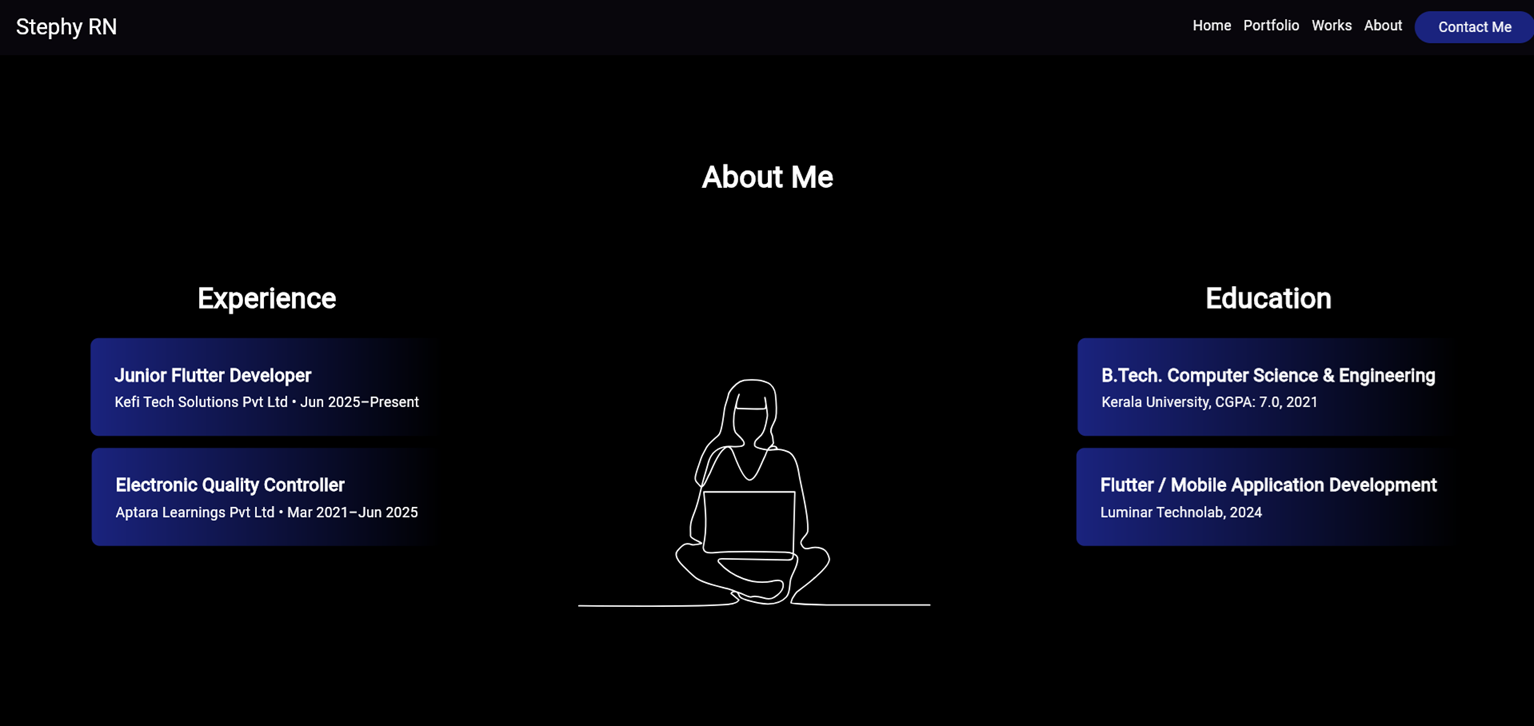 Stephy RN
Home Portfolio Works About Contact Me
About Me
Experience
Junior Flutter Developer
Kefi Tech Solutions Pvt Ltd • Jun 2025–Present
Electronic Quality Controller
Aptara Learnings Pvt Ltd • Mar 2021–Jun 2025
Education
B.Tech. Computer Science & Engineering
Kerala University, CGPA: 7.0, 2021
Flutter / Mobile Application Development
Luminar Technolab, 2024